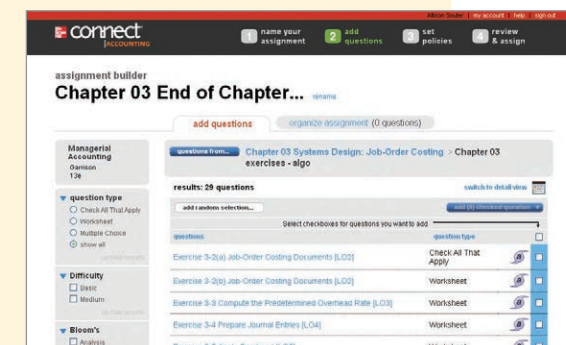 Allison Souter | my account | help | sign out
connect
ACCOUNTING
1 name your assignment
2 add questions
3 set policies
4 review & assign
assignment builder
Chapter 03 End of Chapter... rename
add questions
organize assignment (0 questions)
Managerial
Accounting
Garrison
13e
questions from...
Chapter 03 Systems Design: Job-Order Costing > Chapter 03
exercises - algo
results: 29 questions
switch to detail view
add random selection...
Select checkboxes for questions you want to add
question type
Check All That Apply
Worksheet
Multiple Choice
show all
Difficulty
Basic
Medium
Bloom's
Analysis
questions
question type
Exercise 3-2(a) Job-Order Costing Documents [LO2]
Check All That
Apply
Exercise 3-2(b) Job-Order Costing Documents [LO2]
Worksheet
Exercise 3-3 Compute the Predetermined Overhead Rate [LO3]
Worksheet
Exercise 3-4 Prepare Journal Entries [LO4]
Worksheet